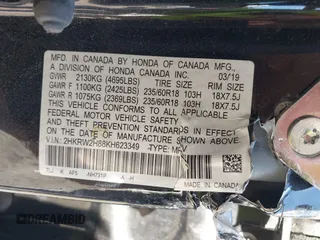 MFD. IN CANADA BY HONDA OF CANADA MFG.,
A DIVISION OF HONDA CANADA INC. 03/19
GVWR 2130KG (4695LBS) TIRE SIZE RIM SIZE
GAWR F 1100KG (2425LBS) 235/60R18 103H 18X7.5J
GAWR R 1075KG (2369LBS) 235/60R18 103H 18X7.5J
THIS VEHICLE CONFORMS TO ALL APPLICABLE
FEDERAL MOTOR VEHICLE SAFETY
AND THEFT PREVENTION STANDARDS
IN EFFECT ON THE DATE OF MANUFACTURE SHOWN ABOVE.
V.I.N.: 2HKRW2H88KH623349 TYPE: MPV
MADE IN CANADA
DREAMBID